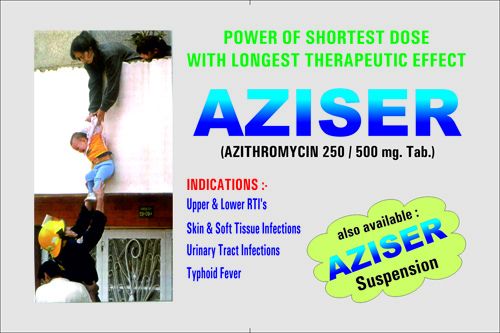 POWER OF SHORTEST DOSE
WITH LONGEST THERAPEUTIC EFFECT
AZISER
(AZITHROMYCIN 250 / 500 mg. Tab.)
INDICATIONS :-
Upper & Lower RTI's
Skin & Soft Tissue Infections
Urinary Tract Infections
Typhoid Fever
also available :
AZISER
Suspension